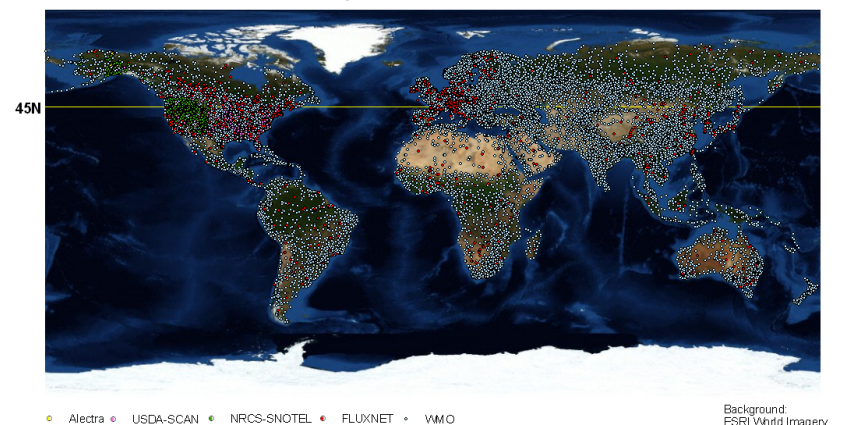 45N
Alectra USDA-SCAN NRCS-SNOTEL FLUXNET WMO
Background:
ESRI World Imagery